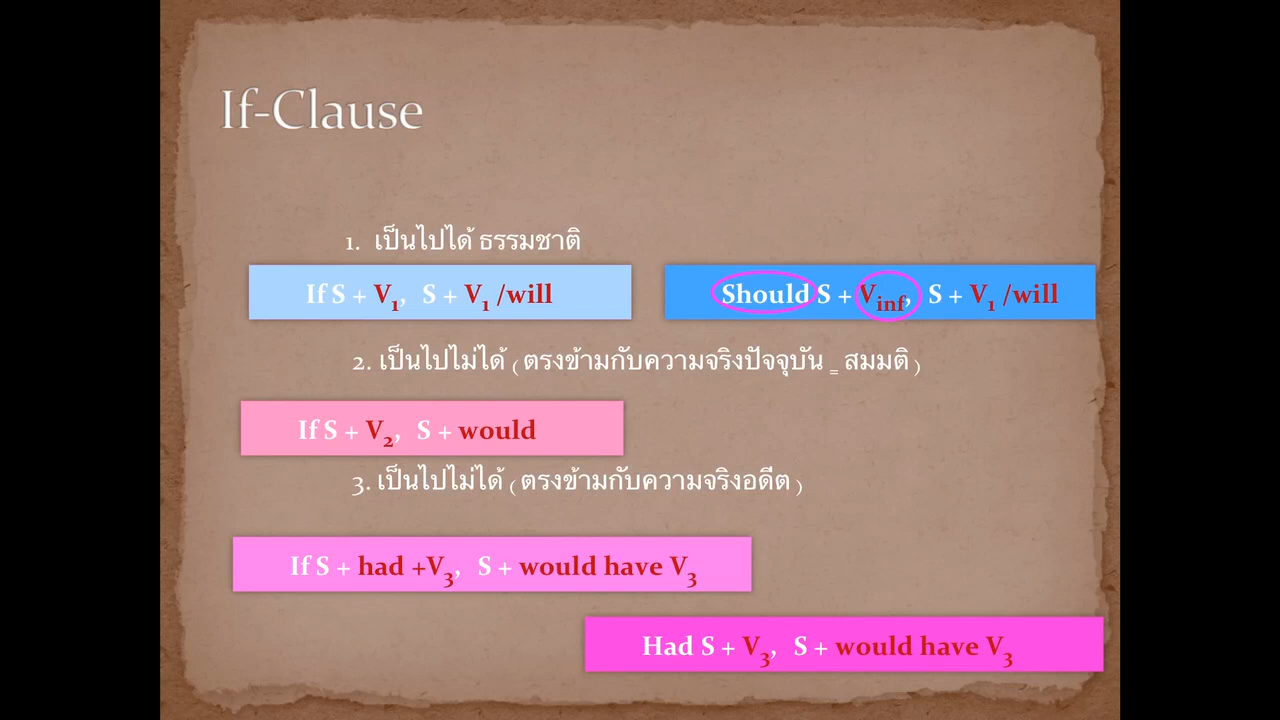 If-Clause
1. เป็นไปได้ ธรรมชาติ
If S + V1, S + V1 /will
Should S + Vinf, S + V1 /will
2. เป็นไปไม่ได้ ( ตรงข้ามกับความจริงปัจจุบัน = สมมติ )
If S + V2, S + would
3. เป็นไปไม่ได้ ( ตรงข้ามกับความจริงอดีต )
If S + had +V3, S + would have V3
Had S + V3, S + would have V3